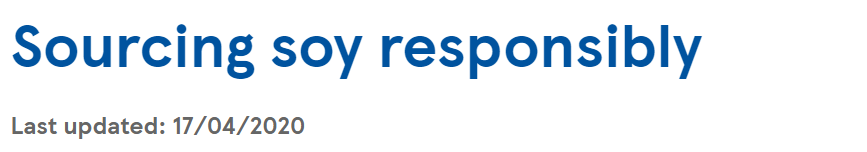 Sourcing soy responsibly
Last updated: 17/04/2020